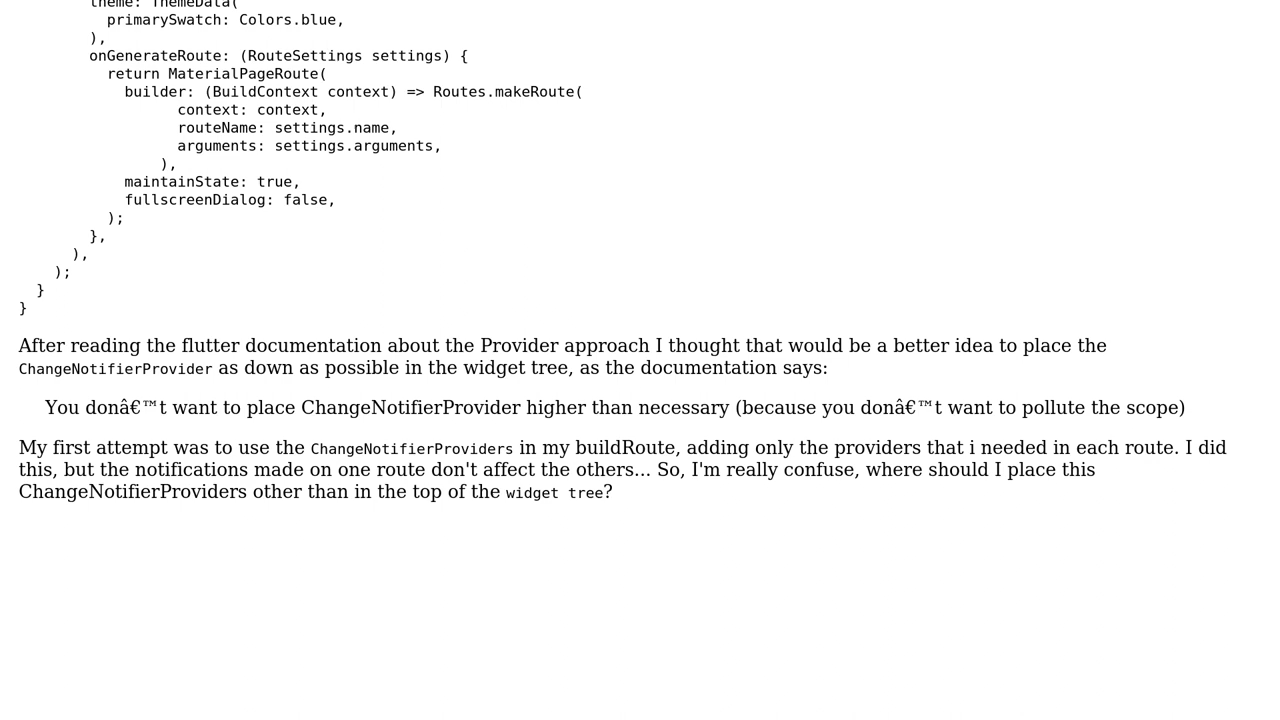 theme: ThemeData(
primarySwatch: Colors.blue,
),
onGenerateRoute: (RouteSettings settings) {
return MaterialPageRoute(
builder: (BuildContext context) => Routes.makeRoute(
context: context,
routeName: settings.name,
arguments: settings.arguments,
),
maintainState: true,
fullscreenDialog: false,
);
},
),
);
}
}
After reading the flutter documentation about the Provider approach I thought that would be a better idea to place the
ChangeNotifierProvider as down as possible in the widget tree, as the documentation says:
You donâ€™t want to place ChangeNotifierProvider higher than necessary (because you donâ€™t want to pollute the scope)
My first attempt was to use the ChangeNotifierProviders in my buildRoute, adding only the providers that i needed in each route. I did
this, but the notifications made on one route don't affect the others... So, I'm really confuse, where should I place this
ChangeNotifierProviders other than in the top of the widget tree?